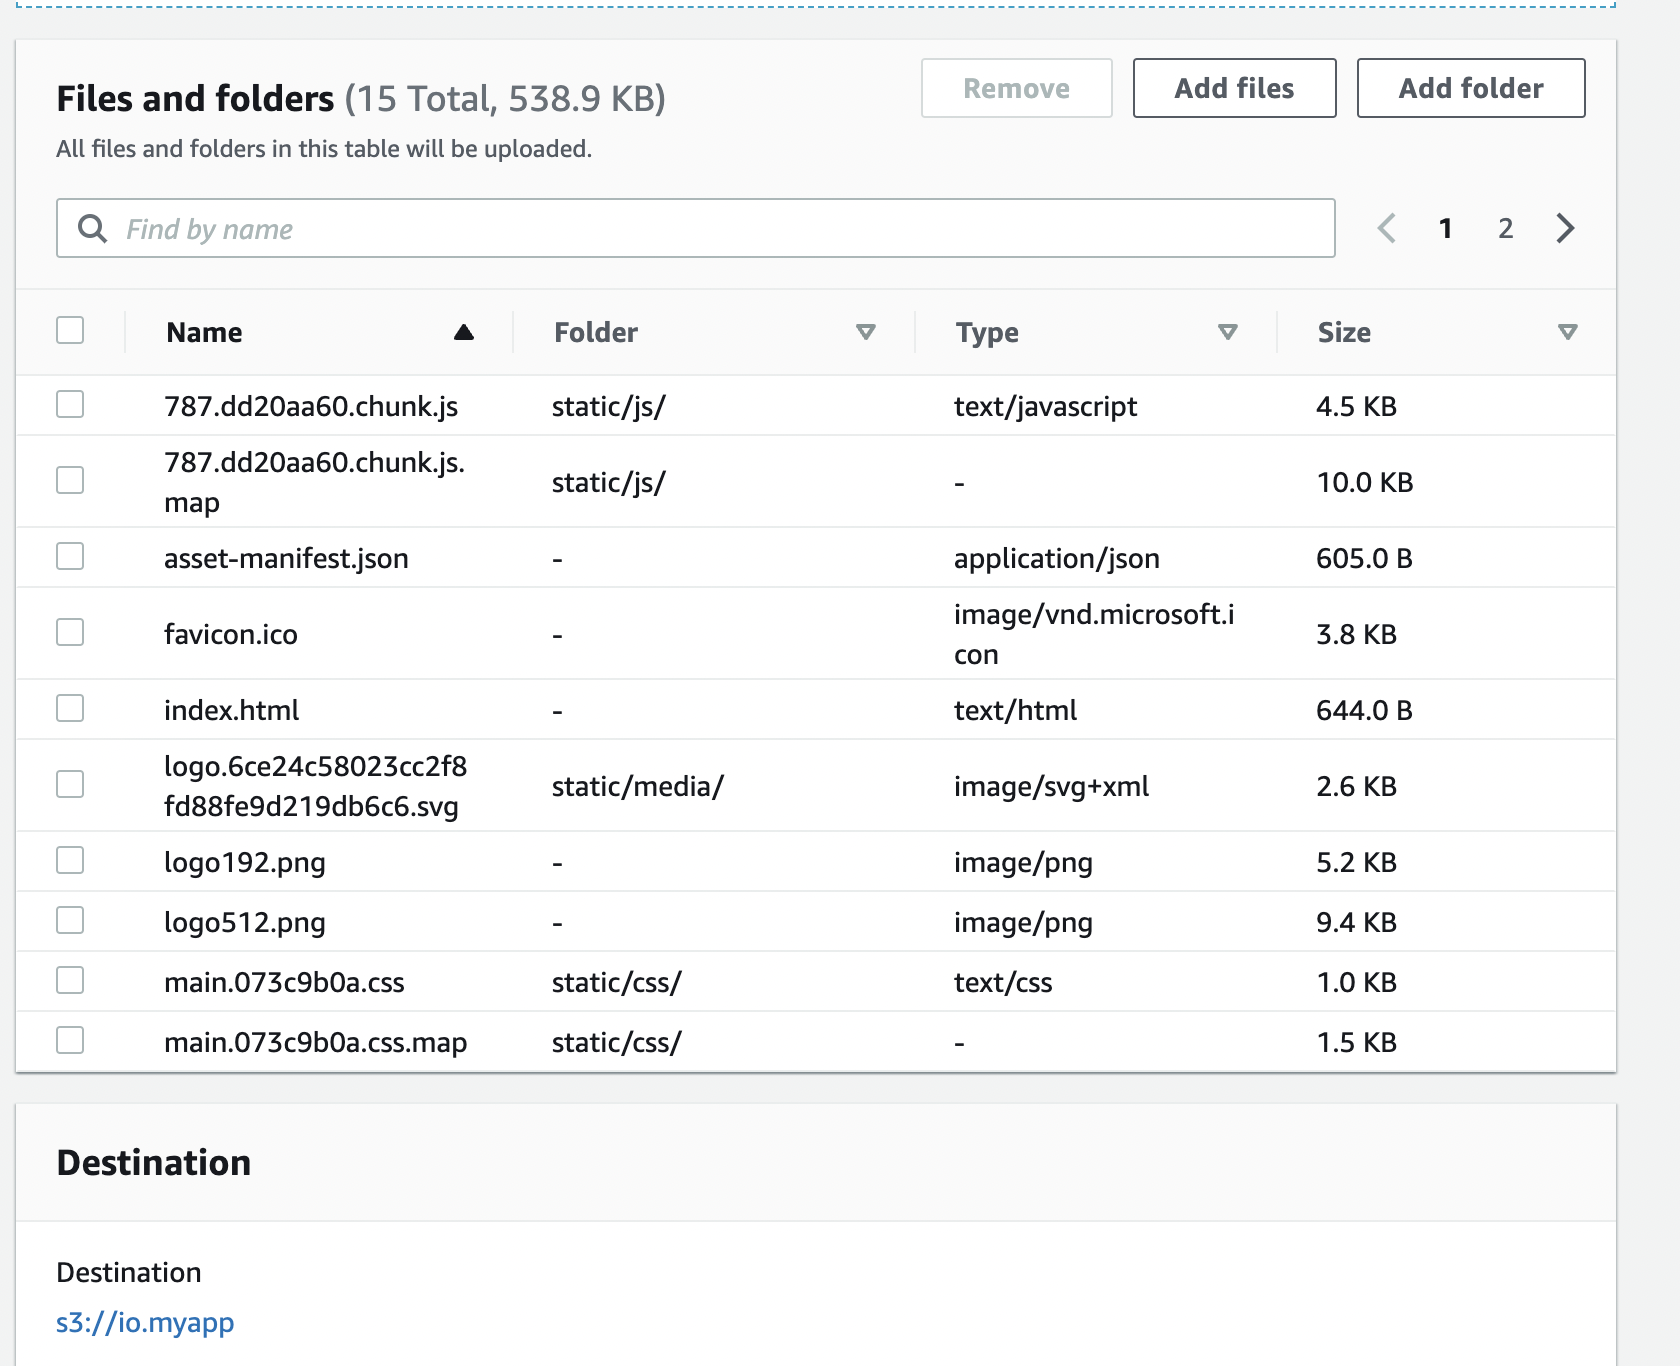 Files and folders (15 Total, 538.9 KB)
Remove
Add files
Add folder
All files and folders in this table will be uploaded.
Find by name
1 2
Name Folder Type Size
787.dd20aa60.chunk.js static/js/ text/javascript 4.5 KB
787.dd20aa60.chunk.js.
map static/js/ - 10.0 KB
asset-manifest.json - application/json 605.0 B
favicon.ico - image/vnd.microsoft.i
con 3.8 KB
index.html - text/html 644.0 B
logo.6ce24c58023cc2f8
fd88fe9d219db6c6.svg static/media/ image/svg+xml 2.6 KB
logo192.png - image/png 5.2 KB
logo512.png - image/png 9.4 KB
main.073c9b0a.css static/css/ text/css 1.0 KB
main.073c9b0a.css.map static/css/ - 1.5 KB
Destination
Destination
s3://io.myapp